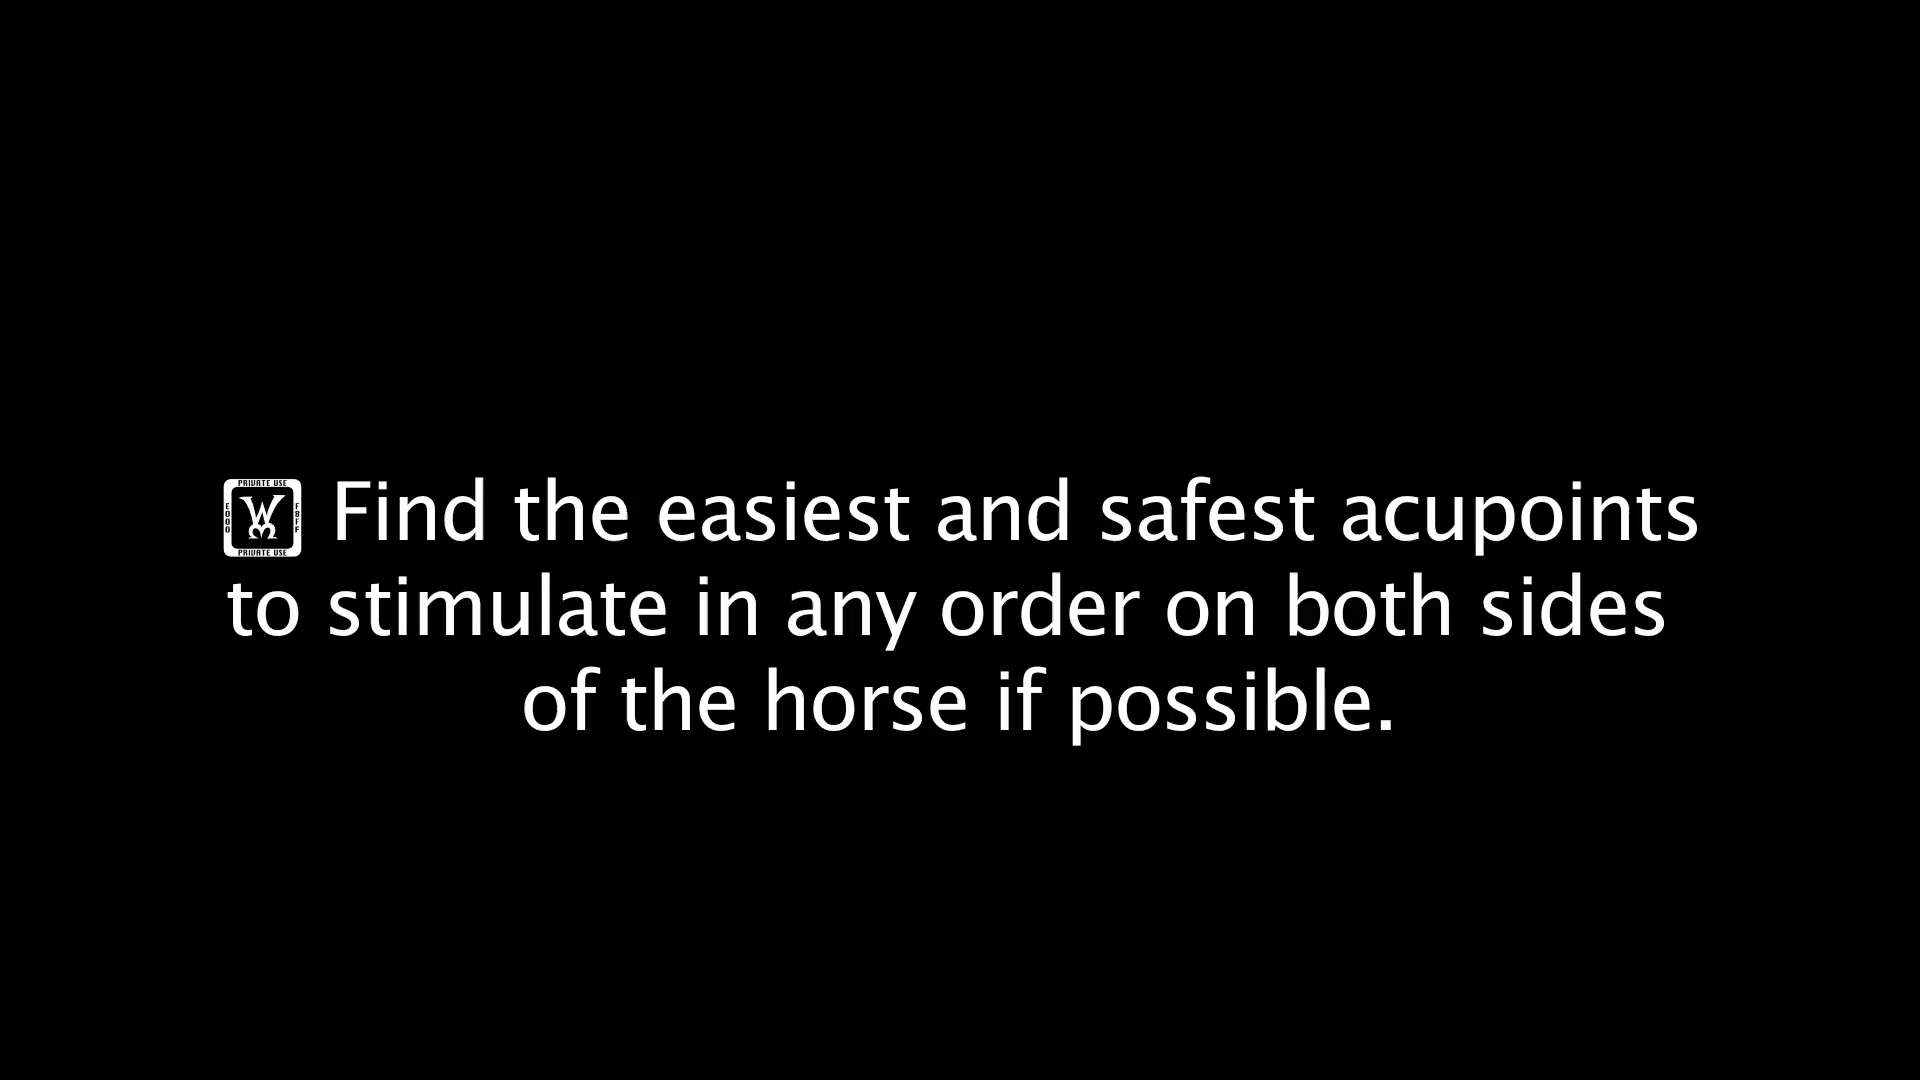 Find the easiest and safest acupoints
to stimulate in any order on both sides
of the horse if possible.